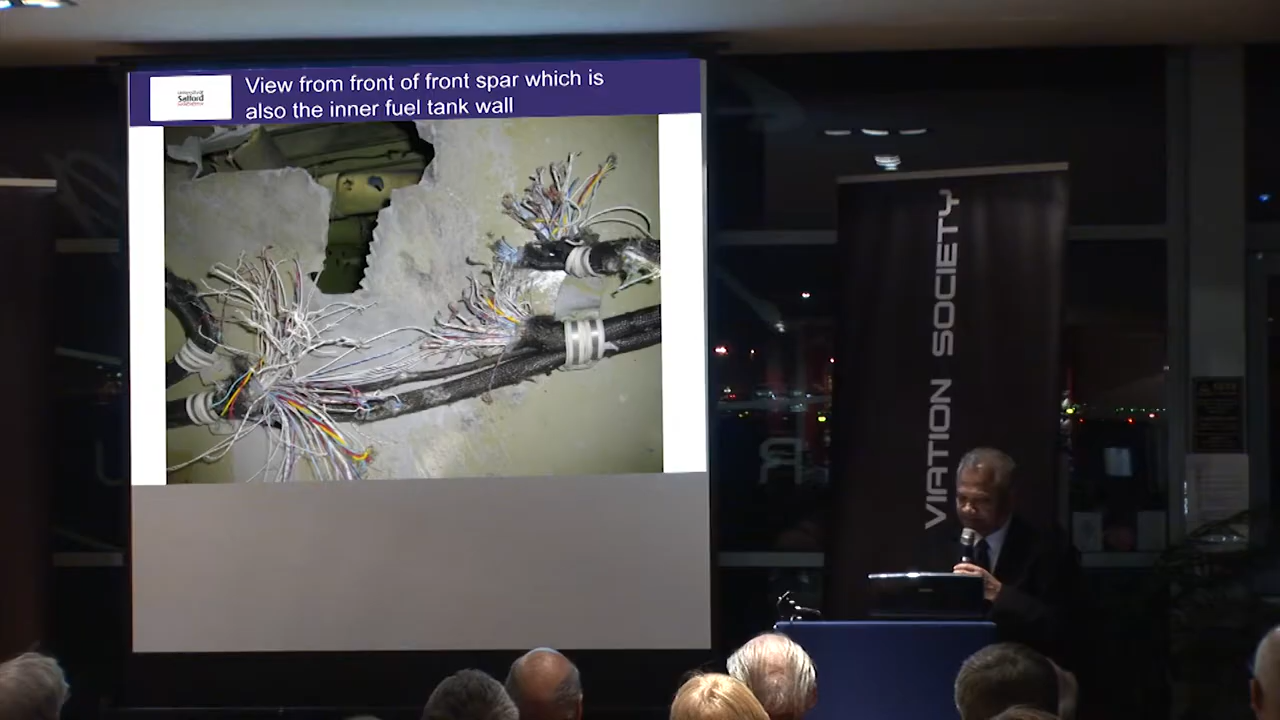 View from front of front spar which is
also the inner fuel tank wall
Salford
VIATION SOCIETY